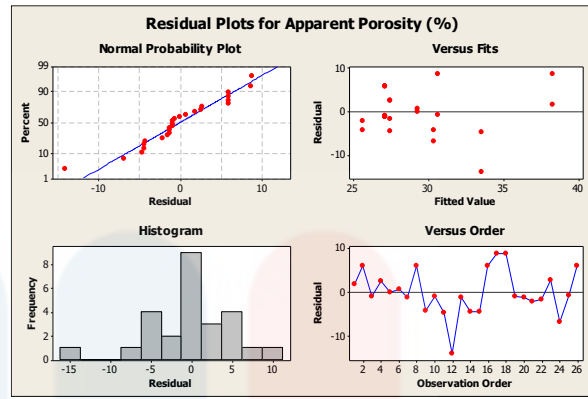 Residual Plots for Apparent Porosity (%)
Normal Probability Plot
99
90
50
10
1
Percent
-10 0 10
Residual
Versus Fits
10
0
-10
Residual
25 30 35 40
Fitted Value
Histogram
8
6
4
2
0
Frequency
-15 -10 -5 0 5 10
Residual
Versus Order
10
0
-10
Residual
2 4 6 8 10 12 14 16 18 20 22 24 26
Observation Order